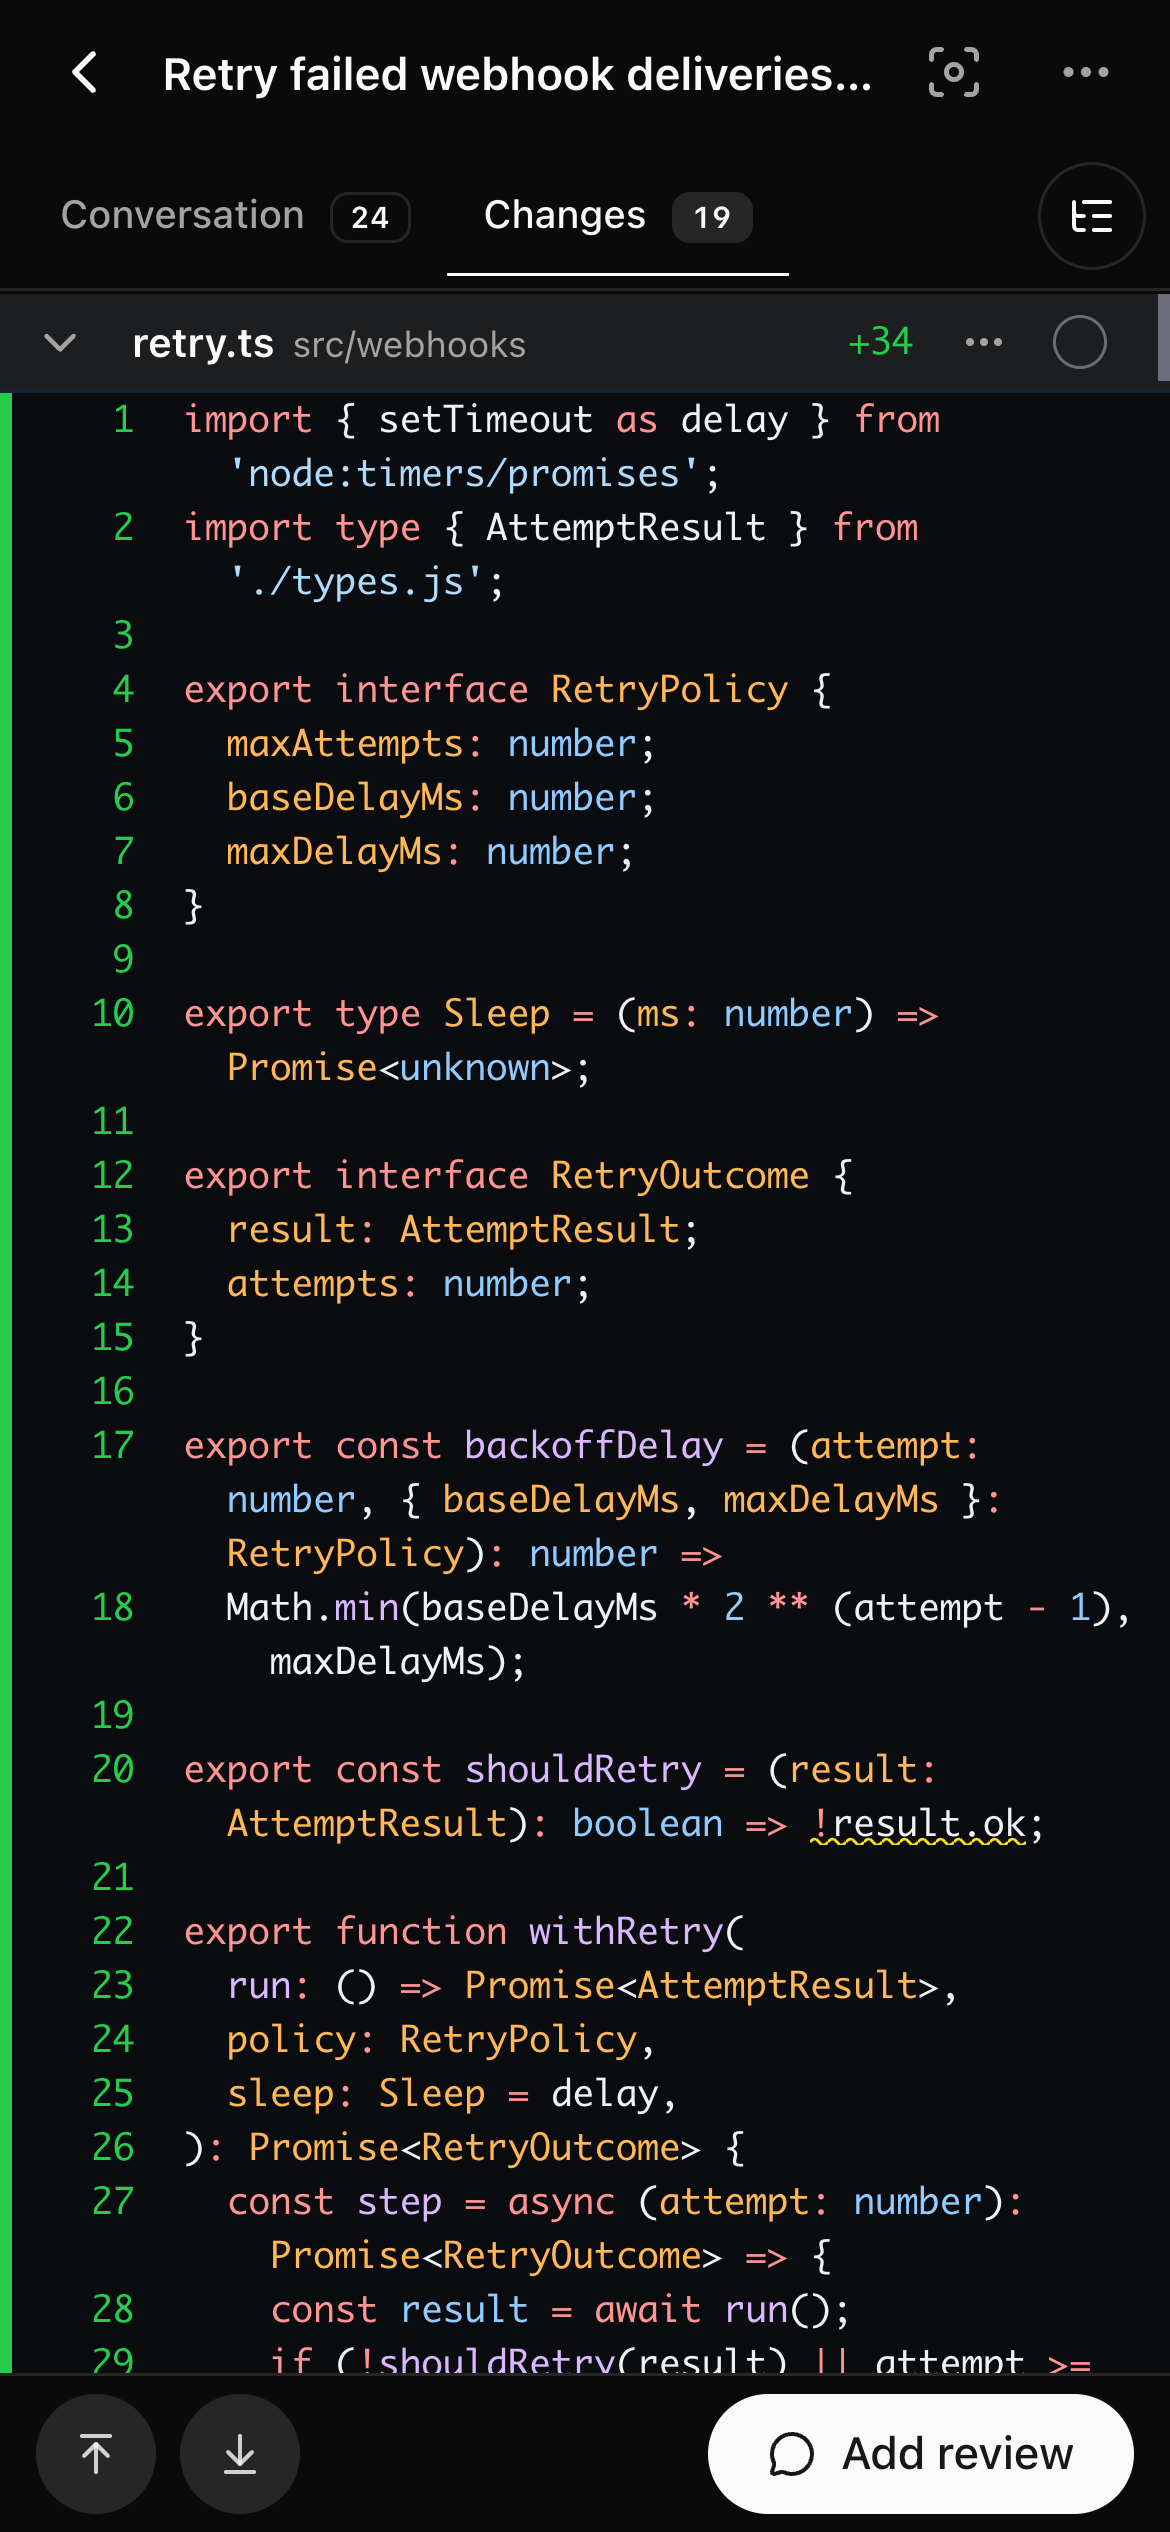 Retry failed webhook deliveries...
Conversation 24 Changes 19
retry.ts src/webhooks +34
1 import { setTimeout as delay } from
'node:timers/promises';
2 import type { AttemptResult } from
'./types.js';
3
4 export interface RetryPolicy {
5 maxAttempts: number;
6 baseDelayMs: number;
7 maxDelayMs: number;
8 }
9
10 export type Sleep = (ms: number) =>
Promise<unknown>;
11
12 export interface RetryOutcome {
13 result: AttemptResult;
14 attempts: number;
15 }
16
17 export const backoffDelay = (attempt:
number, { baseDelayMs, maxDelayMs }:
RetryPolicy): number =>
18 Math.min(baseDelayMs * 2 ** (attempt - 1),
maxDelayMs);
19
20 export const shouldRetry = (result:
AttemptResult): boolean => !result.ok;
21
22 export function withRetry(
23 run: () => Promise<AttemptResult>,
24 policy: RetryPolicy,
25 sleep: Sleep = delay,
26 ): Promise<RetryOutcome> {
27 const step = async (attempt: number):
Promise<RetryOutcome> => {
28 const result = await run();
29 if (!shouldRetry(result) || attempt >=
Add review